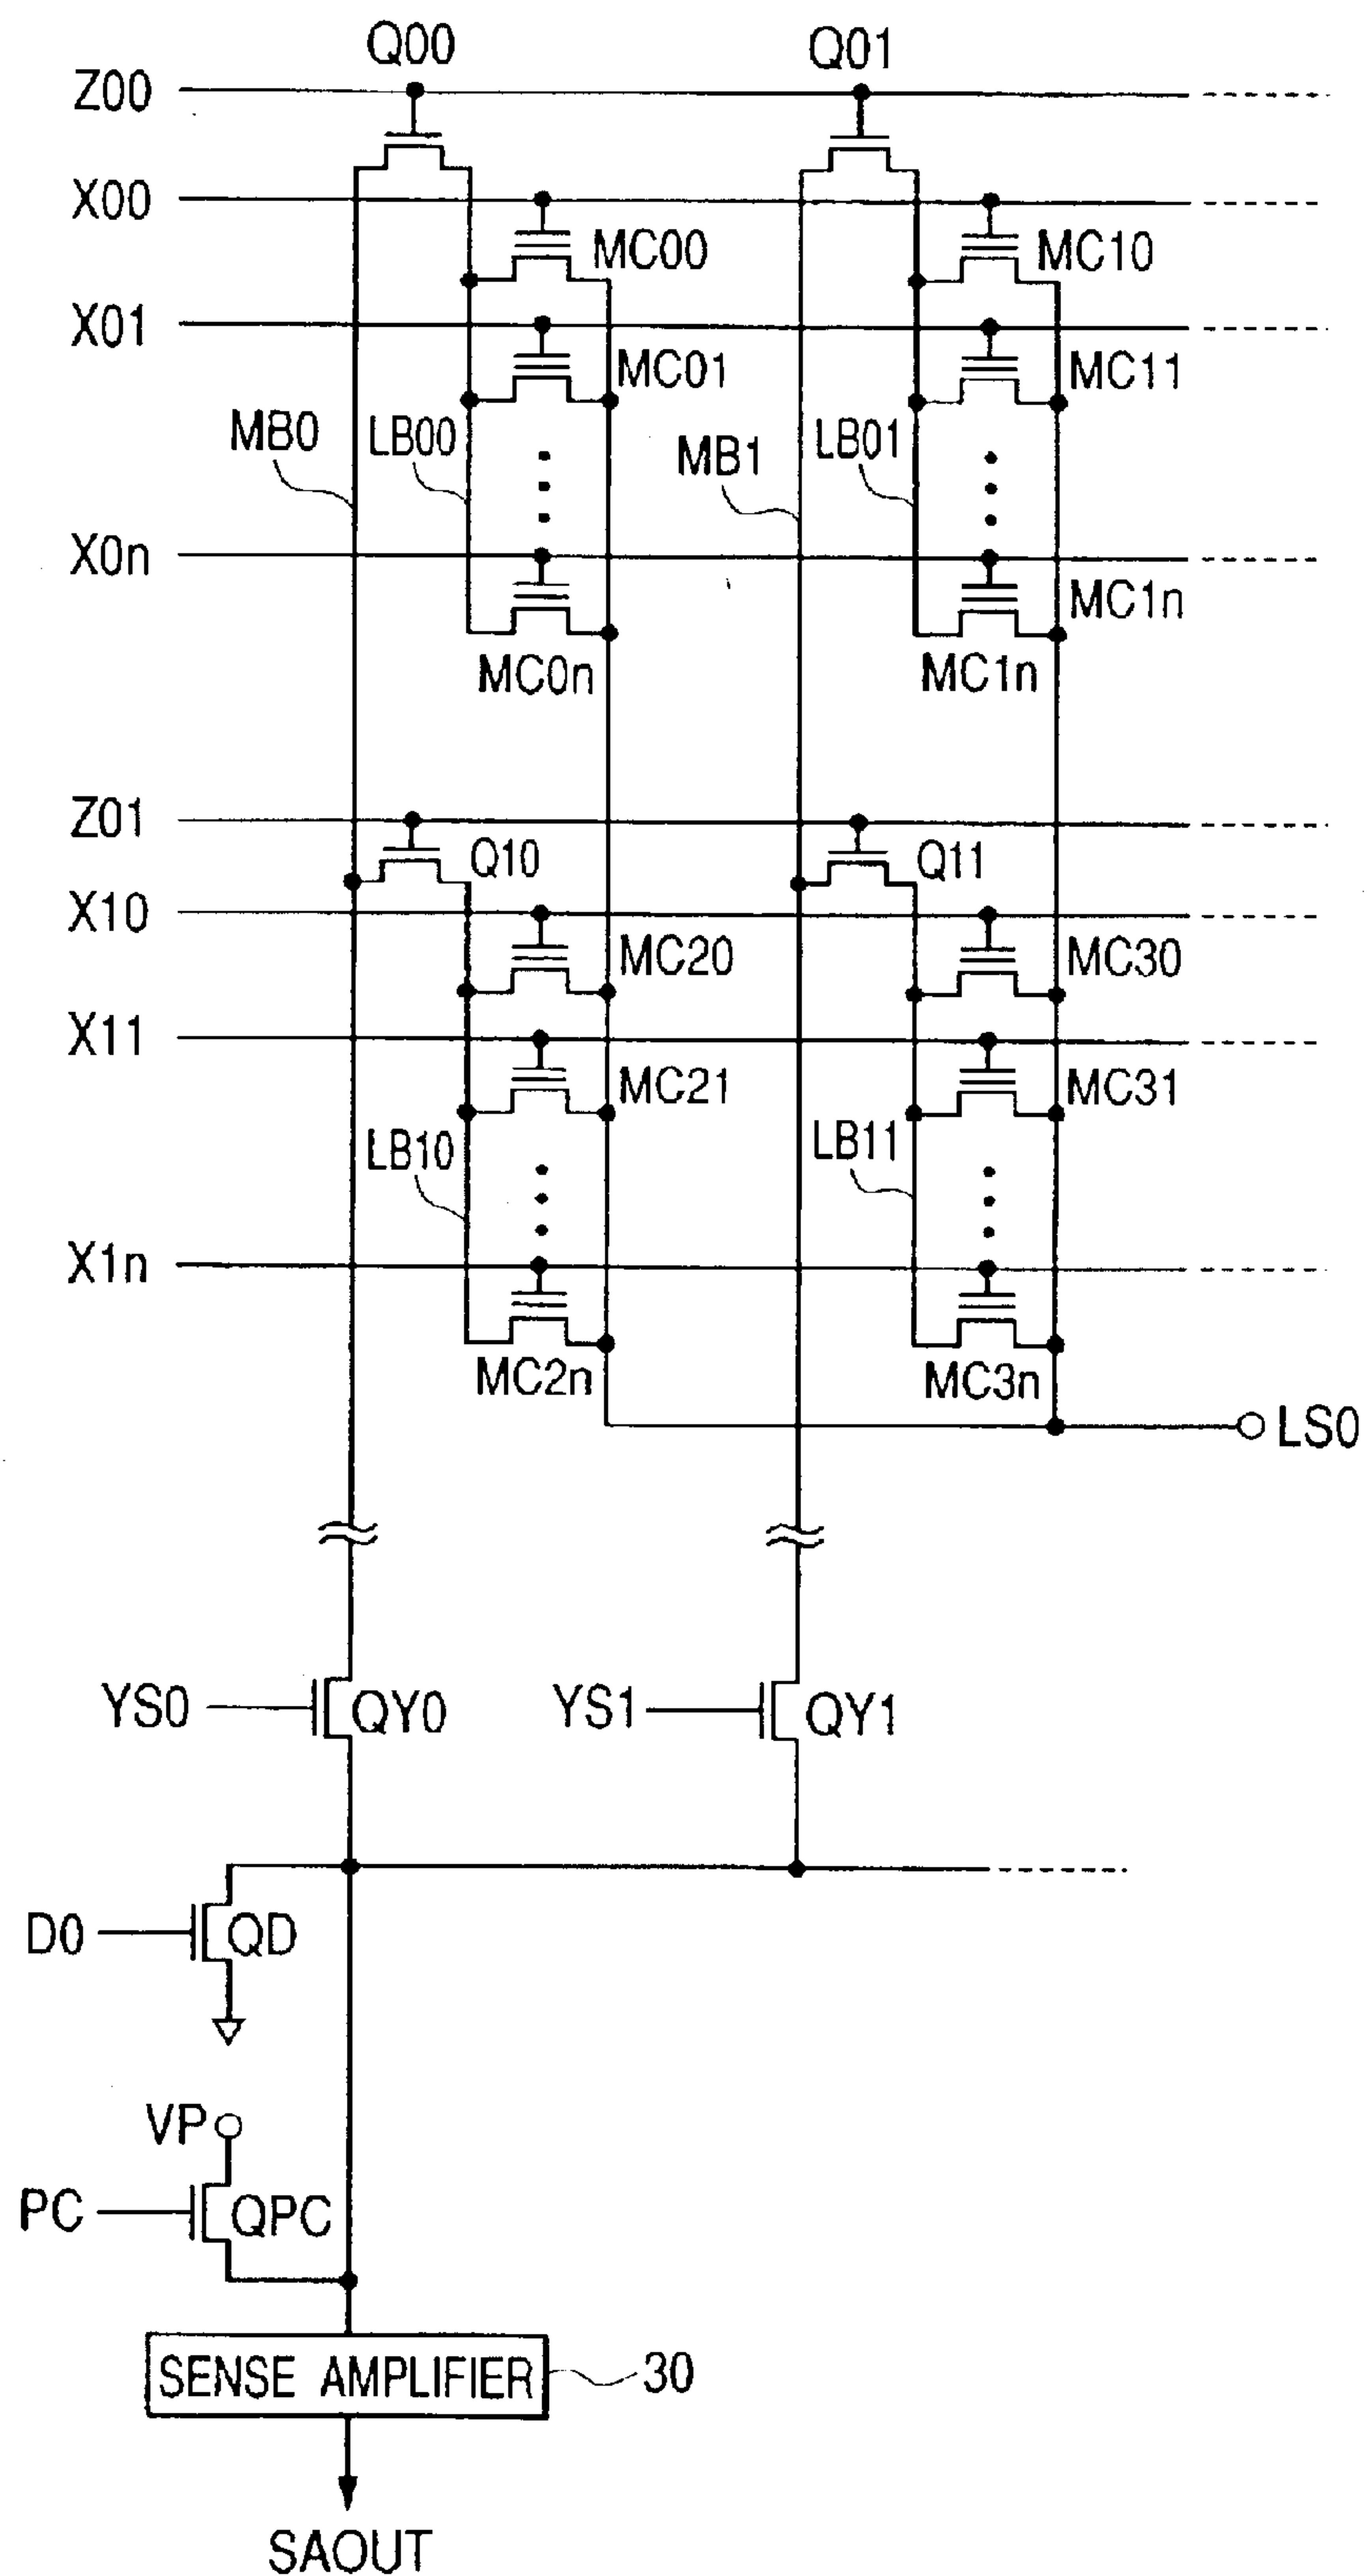 Q00
Q01
Z00
X00
MC00
MC10
X01
MC01
MC11
MB0
LB00
MB1
LB01
X0n
MC1n
MC0n
MC1n
Z01
Q10
Q11
X10
MC20
MC30
X11
MC21
MC31
LB10
LB11
X1n
MC2n
MC3n
LS0
YS0
QY0
YS1
QY1
D0
QD
VP
PC
QPC
SENSE AMPLIFIER
30
SAOUT